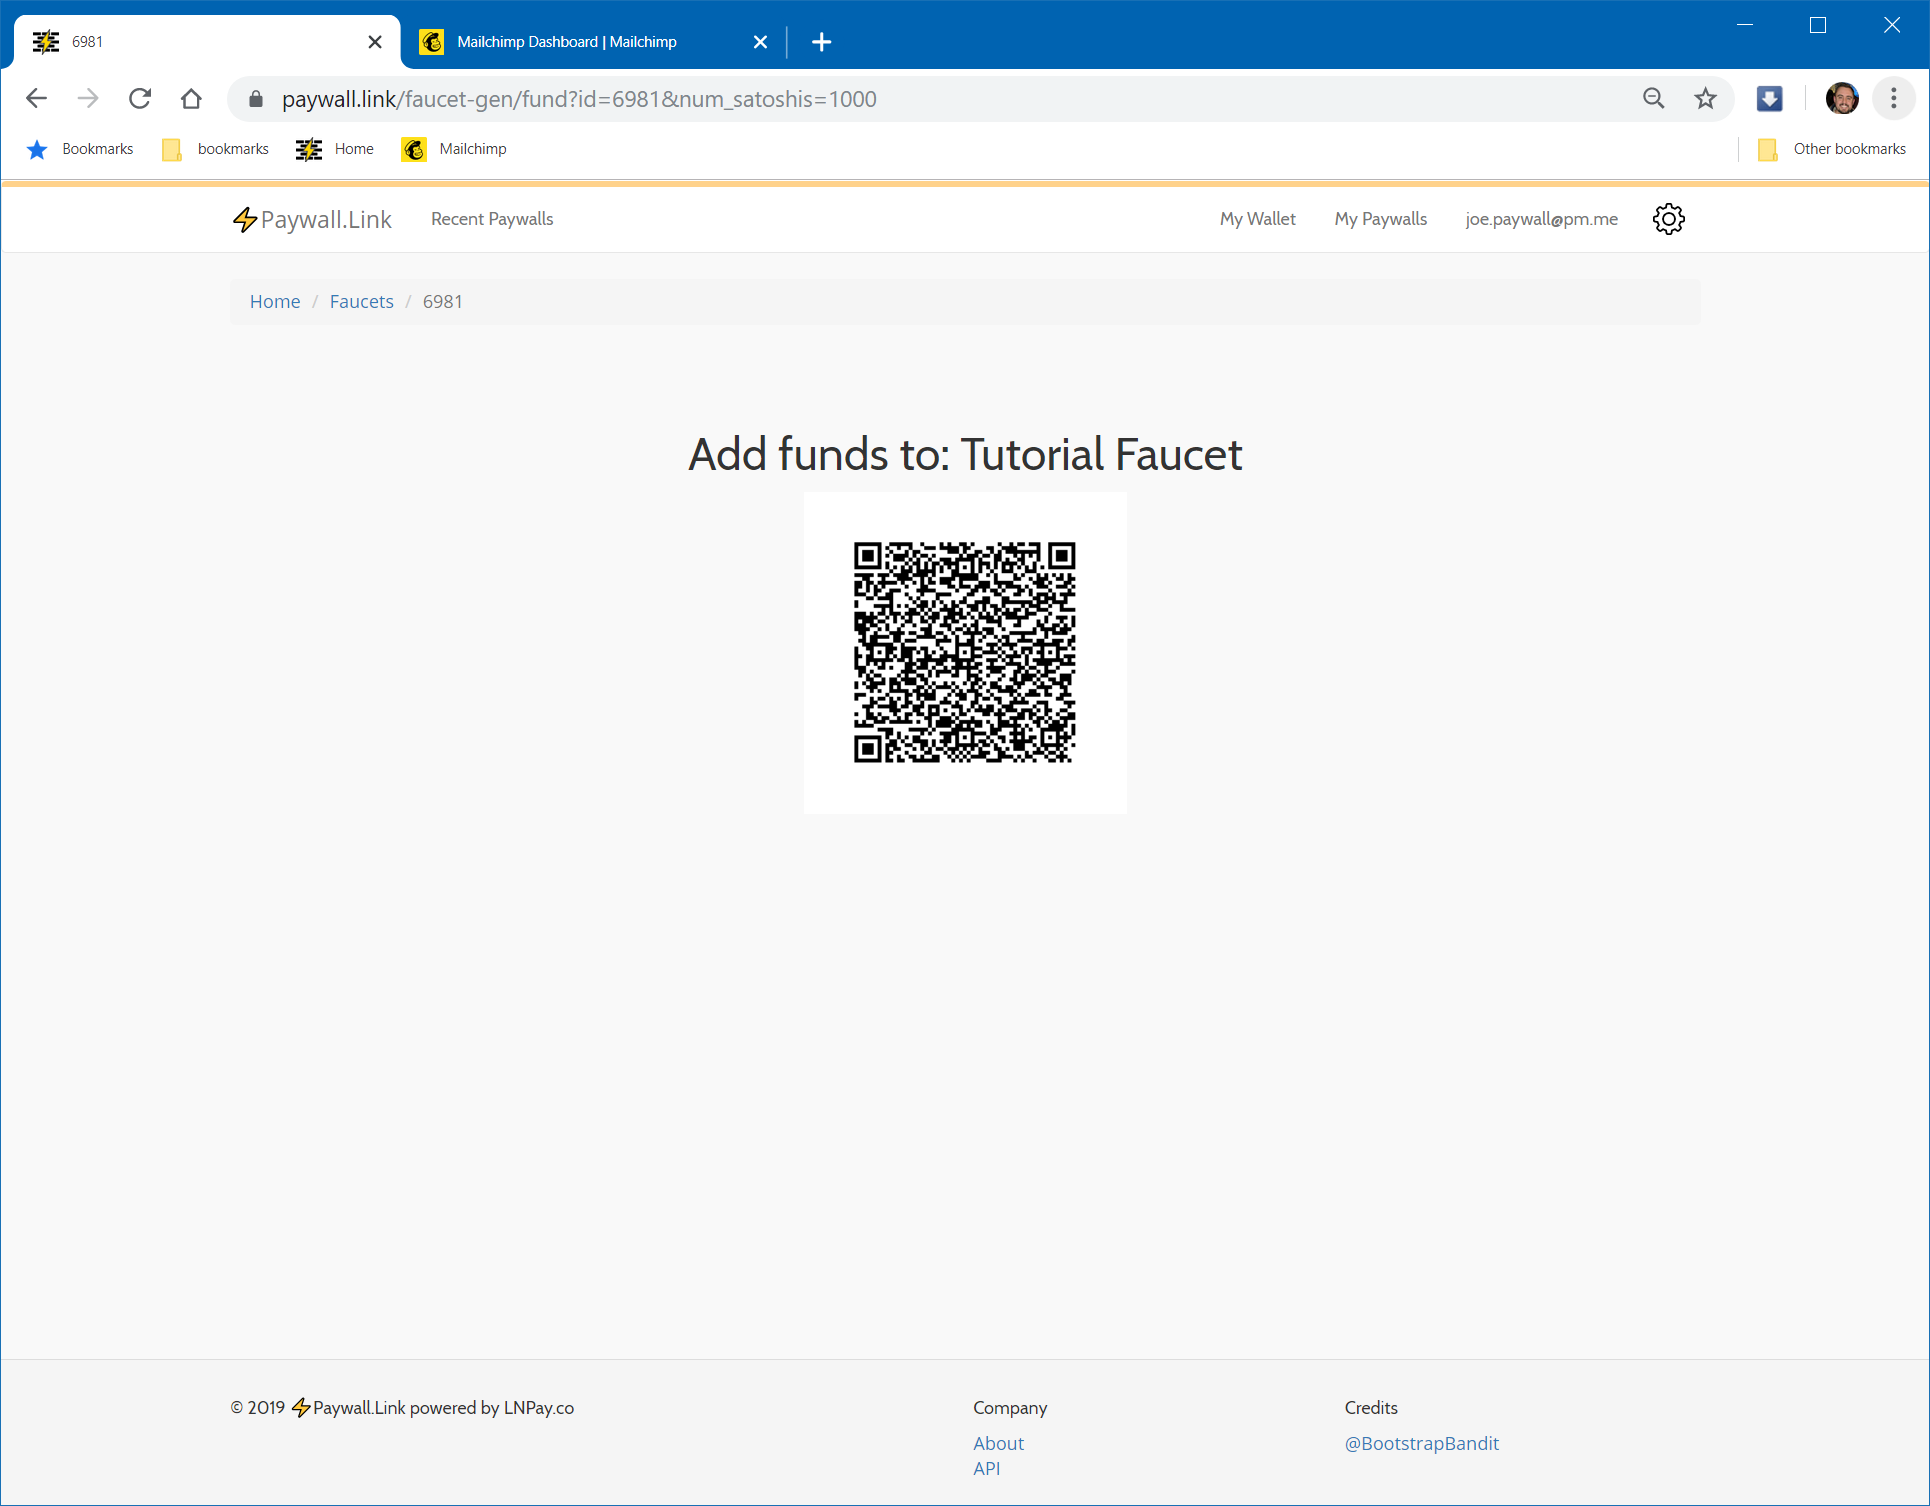 6981
Mailchimp Dashboard | Mailchimp
paywall.link/faucet-gen/fund?id=6981&num_satoshis=1000
Bookmarks bookmarks Home Mailchimp Other bookmarks
Paywall.Link Recent Paywalls My Wallet My Paywalls joe.paywall@pm.me
Home / Faucets / 6981
Add funds to: Tutorial Faucet
© 2019 ⚡Paywall.Link powered by LNPay.co
Company
About
API
Credits
@BootstrapBandit